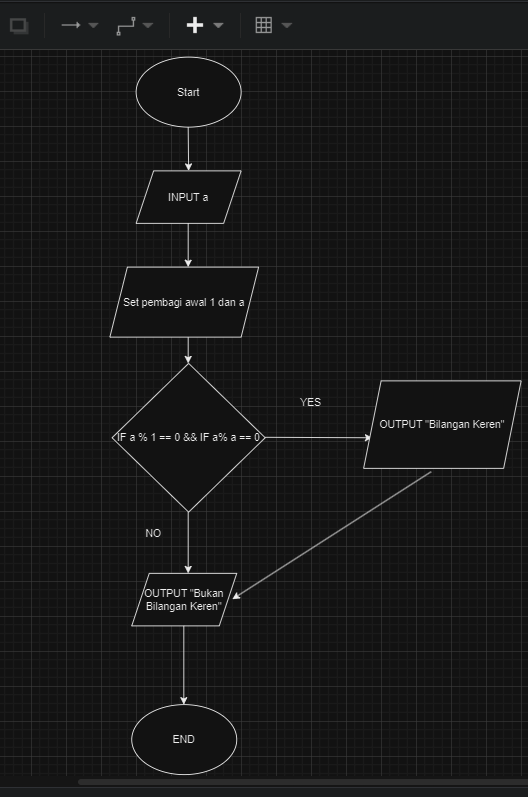 Start
INPUT a
Set pembagi awal 1 dan a
YES
IF a % 1 == 0 && IF a% a == 0
OUTPUT "Bilangan Keren"
NO
OUTPUT "Bukan
Bilangan Keren"
END